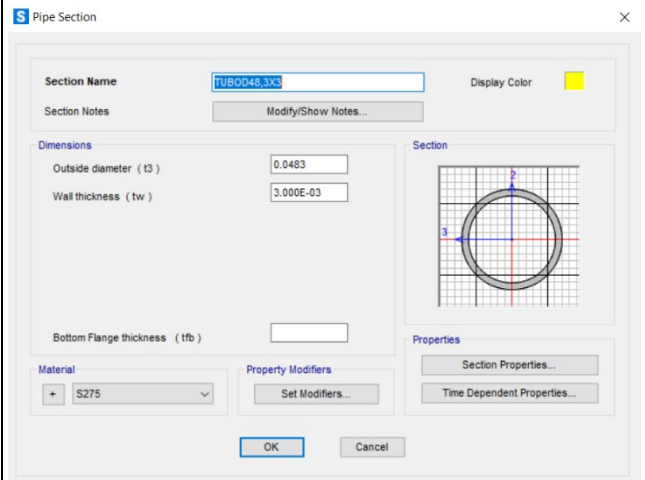 S Pipe Section
Section Name TUBOD48,3X3 Display Color
Section Notes Modify/Show Notes...
Dimensions
Outside diameter ( t3 ) 0.0483
Wall thickness ( tw ) 3.000E-03
Bottom Flange thickness ( tfb )
Section
2
3
Properties
Section Properties...
Time Dependent Properties...
Material
+ S275
Property Modifiers
Set Modifiers...
OK Cancel